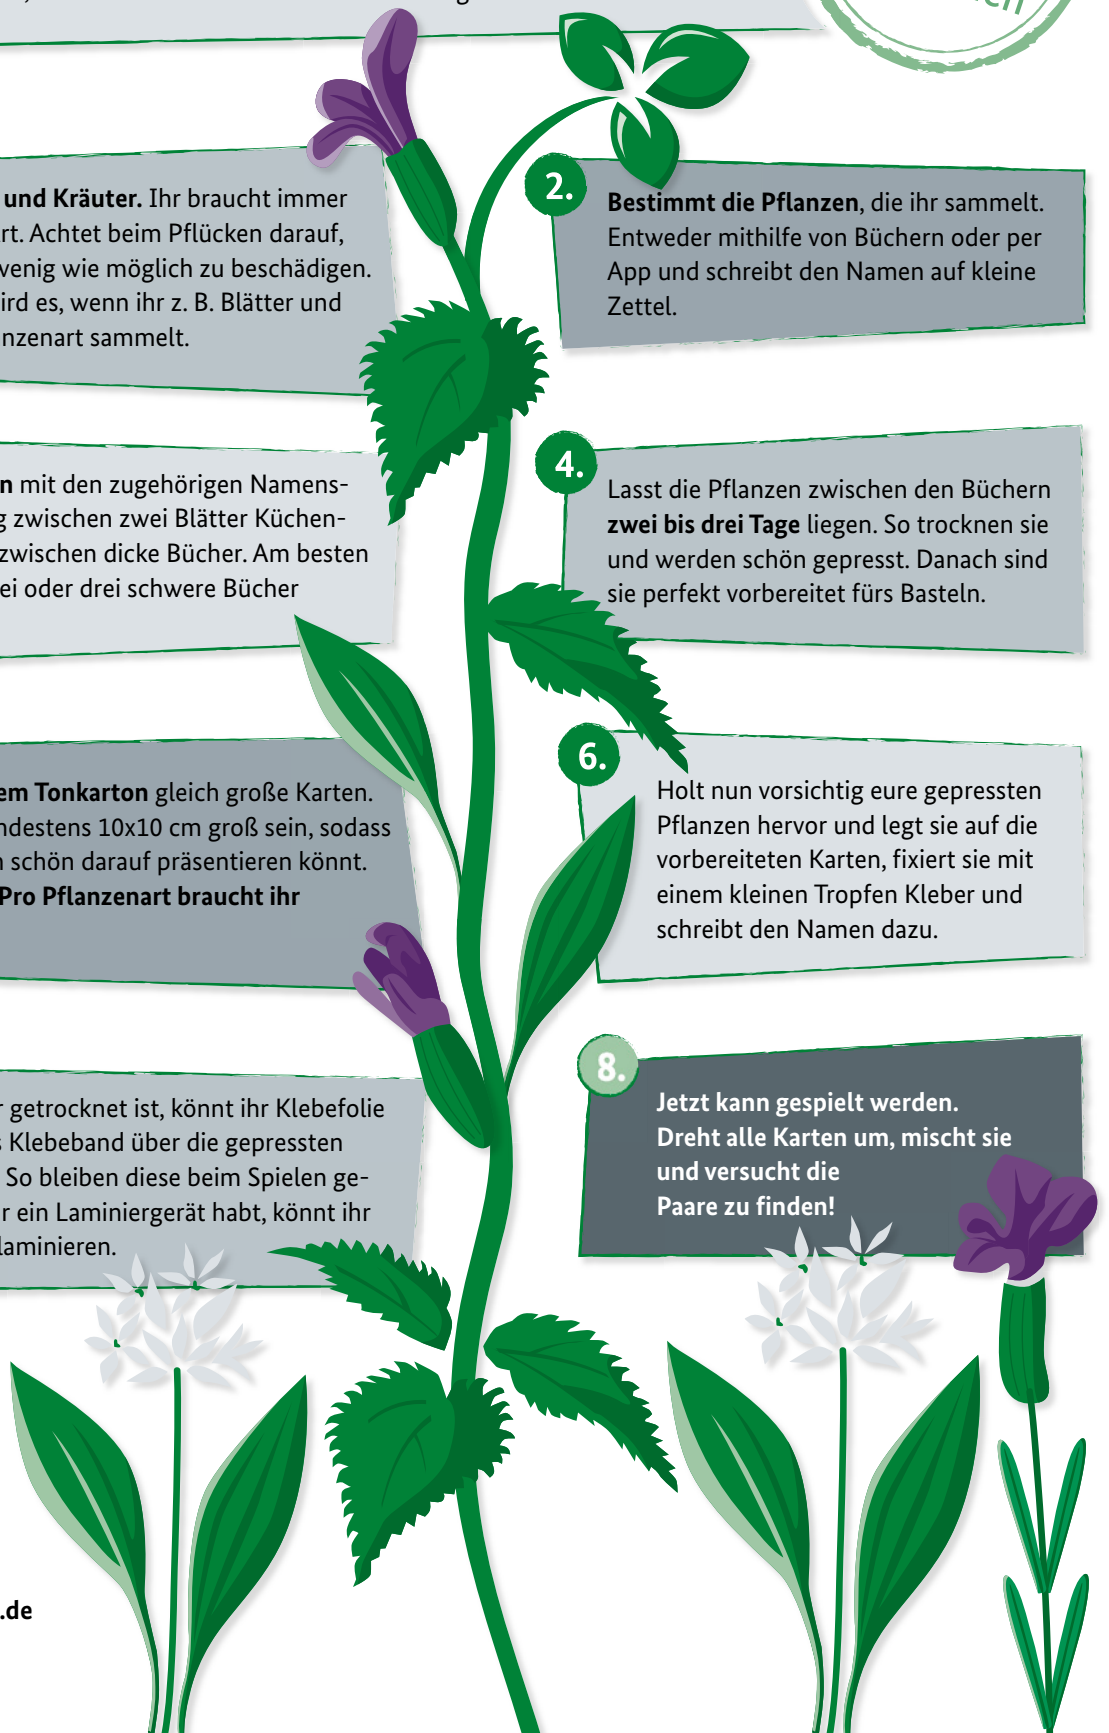 und Kräuter. Ihr braucht immer
rt. Achtet beim Pflücken darauf,
wenig wie möglich zu beschädigen.
ird es, wenn ihr z. B. Blätter und
nzenart sammelt.
2.
Bestimmt die Pflanzen, die ihr sammelt.
Entweder mithilfe von Büchern oder per
App und schreibt den Namen auf kleine
Zettel.
n mit den zugehörigen Namens-
g zwischen zwei Blätter Küchen-
zwischen dicke Bücher. Am besten
ei oder drei schwere Bücher
4.
Lasst die Pflanzen zwischen den Büchern
zwei bis drei Tage liegen. So trocknen sie
und werden schön gepresst. Danach sind
sie perfekt vorbereitet fürs Basteln.
em Tonkarton gleich große Karten.
ndestens 10x10 cm groß sein, sodass
n schön darauf präsentieren könnt.
Pro Pflanzenart braucht ihr
6.
Holt nun vorsichtig eure gepressten
Pflanzen hervor und legt sie auf die
vorbereiteten Karten, fixiert sie mit
einem kleinen Tropfen Kleber und
schreibt den Namen dazu.
r getrocknet ist, könnt ihr Klebefolie
s Klebeband über die gepressten
So bleiben diese beim Spielen ge-
r ein Laminiergerät habt, könnt ihr
laminieren.
8.
Jetzt kann gespielt werden.
Dreht alle Karten um, mischt sie
und versucht die
Paare zu finden!
.de